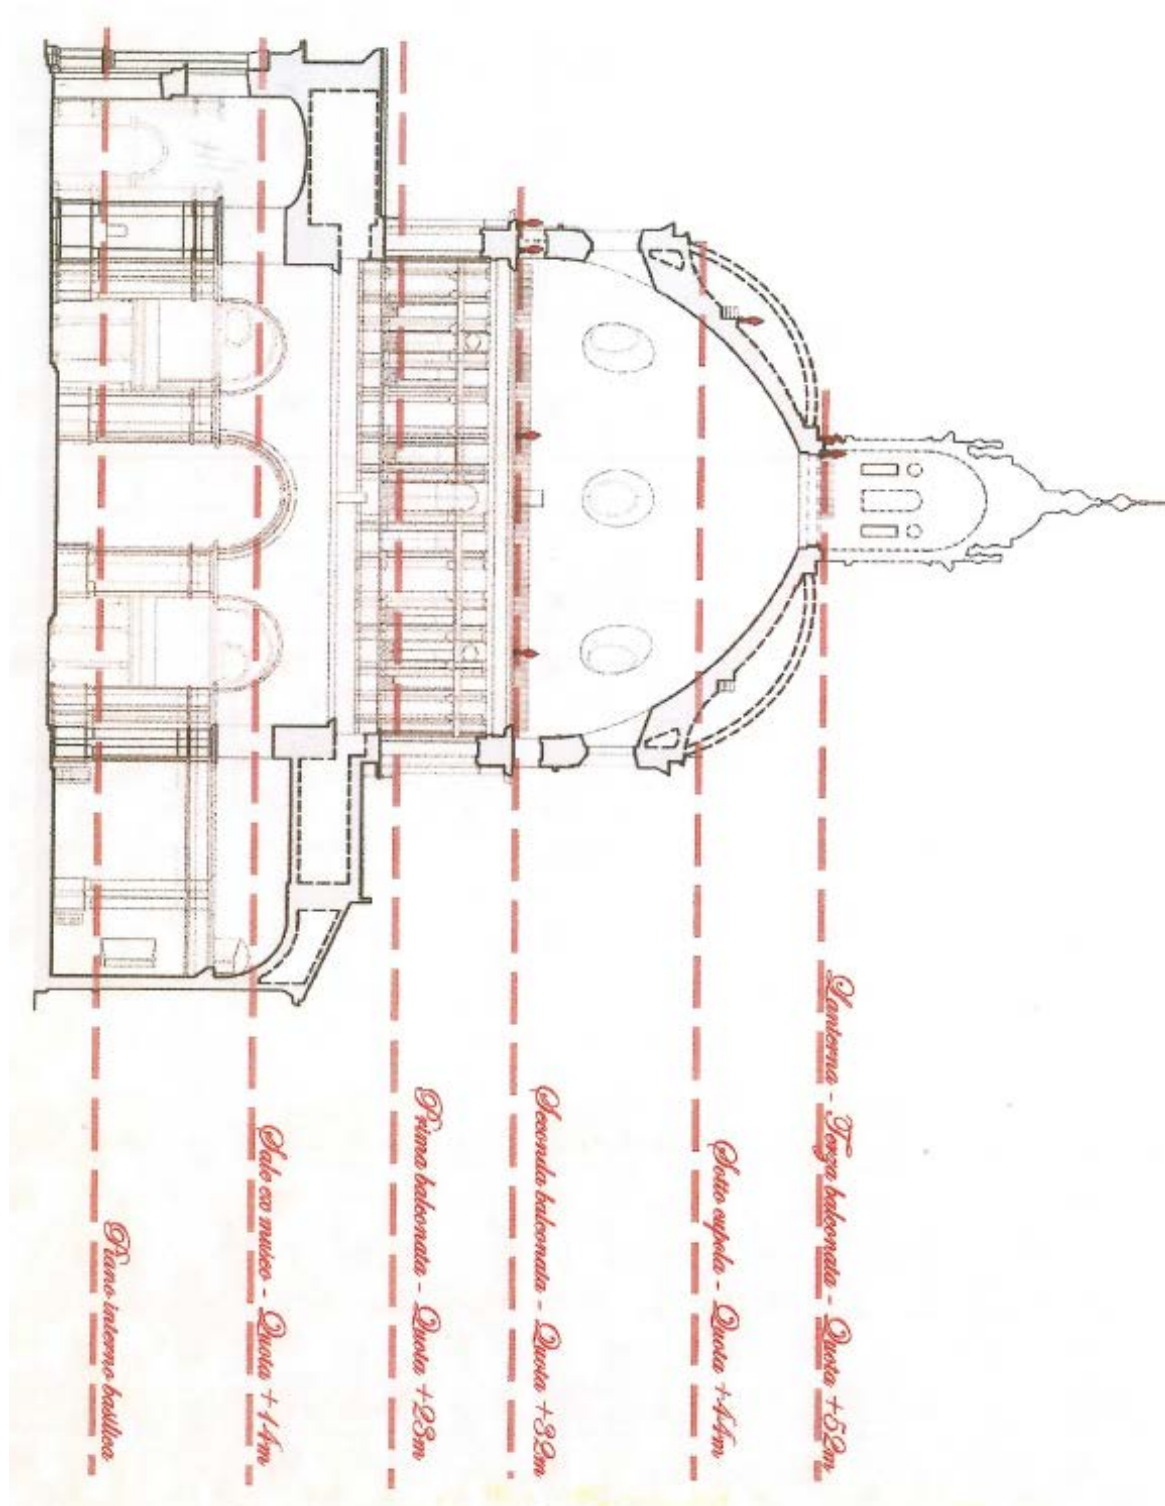 Lanterna - Terza balconata - Quota +52m
Sotto cupola - Quota +44m
Seconda balconata - Quota +32m
Prima balconata - Quota +23m
Sale ex museo - Quota +14m
Piano interno basilica